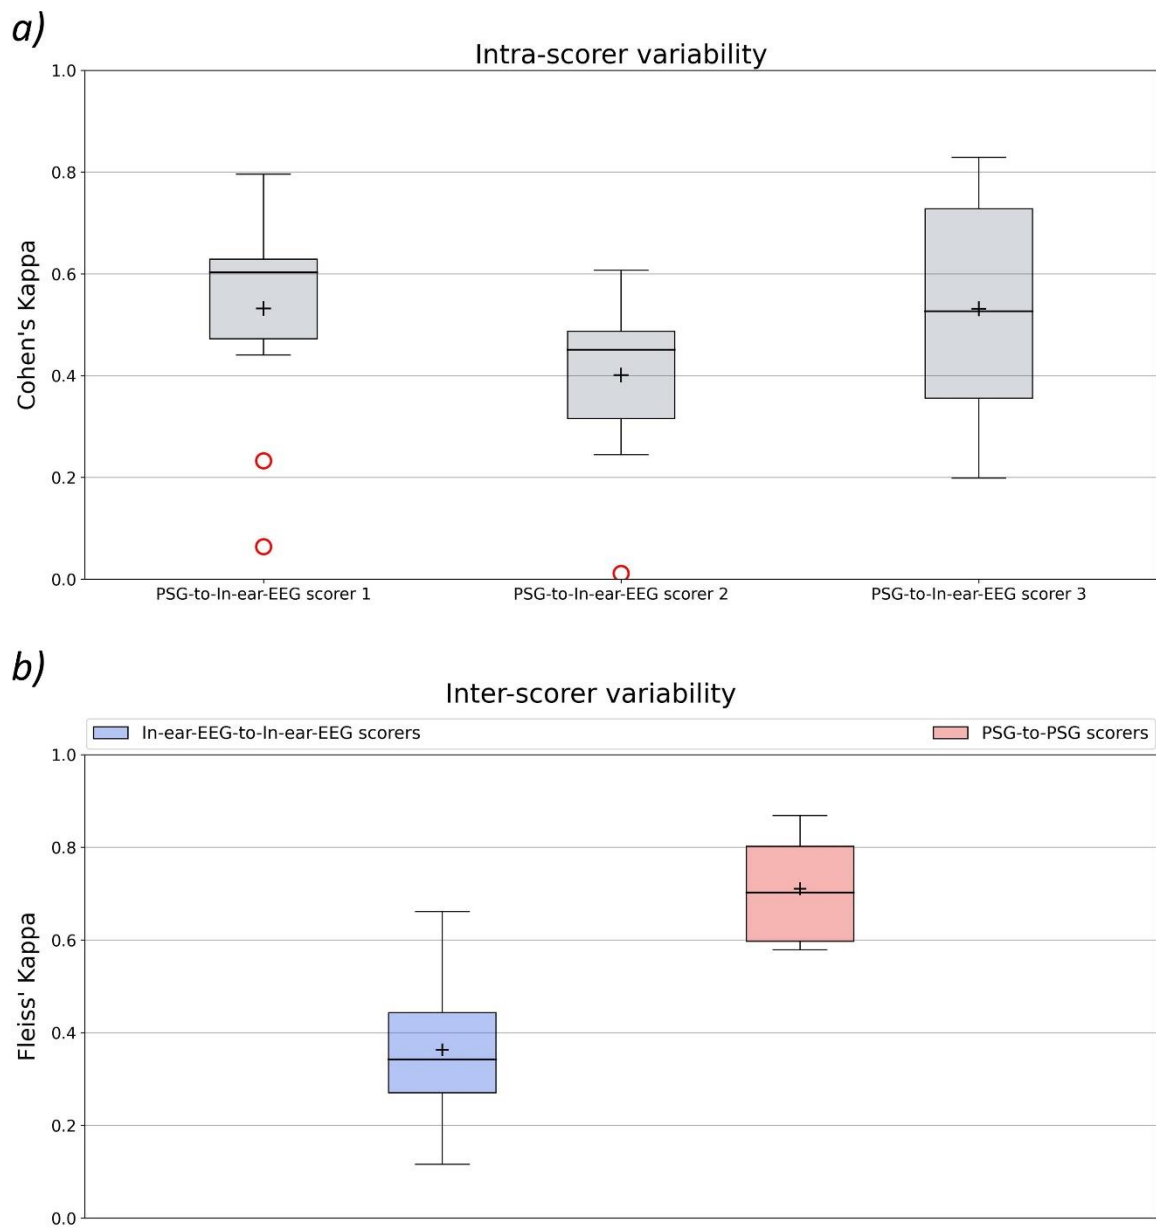 a)
Intra-scorer variability
Cohen's Kappa
1.0
0.8
0.6
0.4
0.2
0.0
PSG-to-In-ear-EEG scorer 1 PSG-to-In-ear-EEG scorer 2 PSG-to-In-ear-EEG scorer 3
b)
Inter-scorer variability
In-ear-EEG-to-In-ear-EEG scorers PSG-to-PSG scorers
Fleiss' Kappa
1.0
0.8
0.6
0.4
0.2
0.0